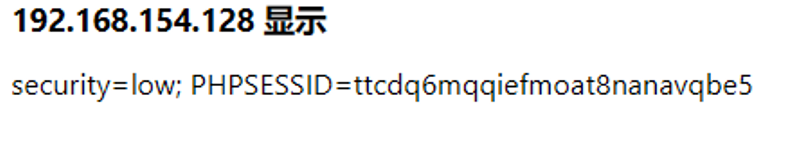 192.168.154.128 显示
security=low; PHPSESSID=ttcdq6mqqiefmoat8nanavqbe5